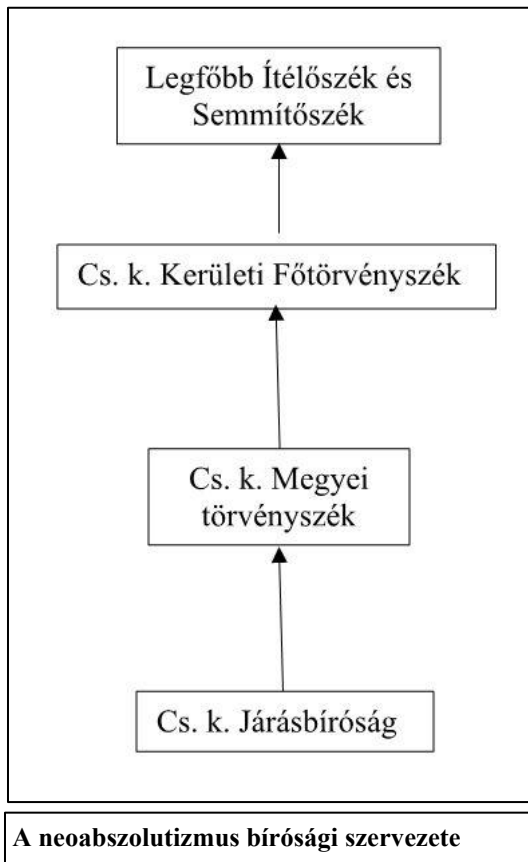 Legfőbb Ítélőszék és
Semmítőszék
Cs. k. Kerületi Főtörvényszék
Cs. k. Megyei
törvényszék
Cs. k. Járásbíróság
A neoabszolutizmus bírósági szervezete